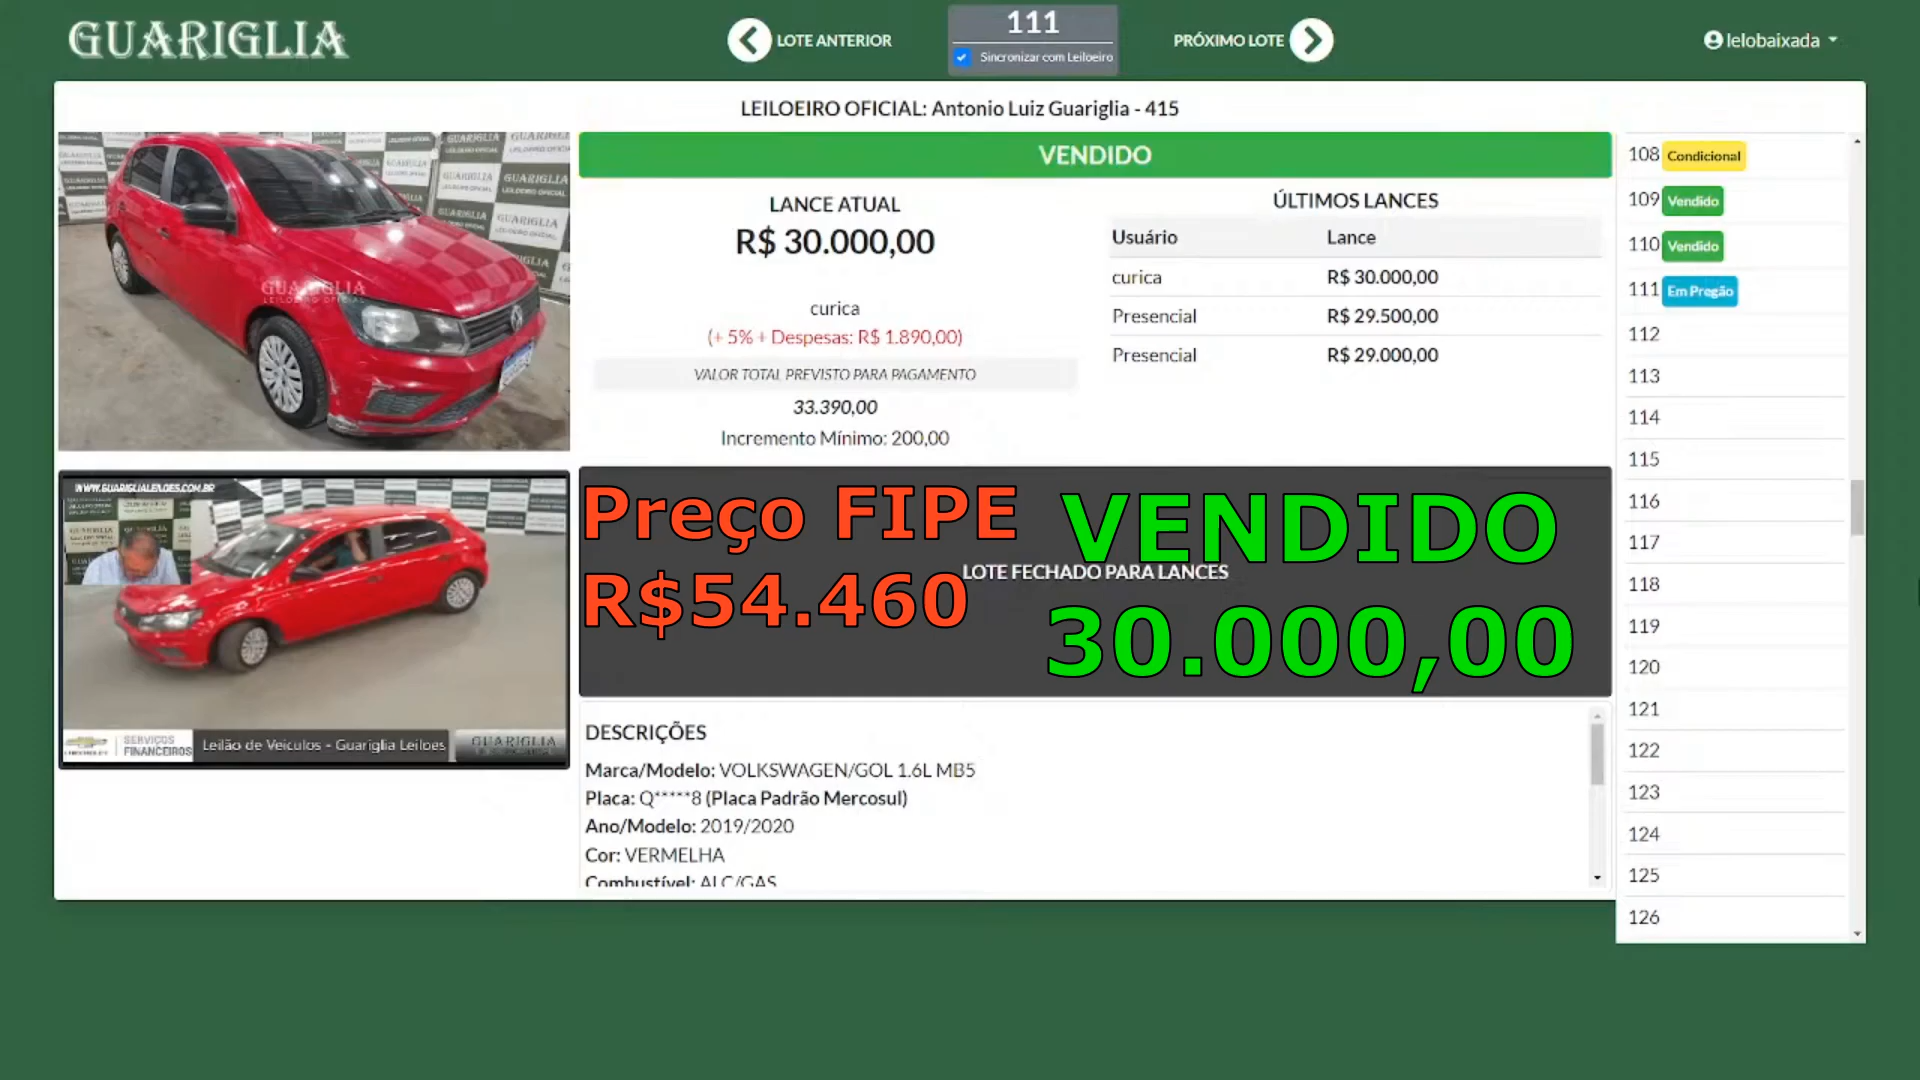 GUARIGLIA
LOTE ANTERIOR
111
Sincronizar com Leiloeiro
PRÓXIMO LOTE
lelobaixada
LEILOEIRO OFICIAL: Antonio Luiz Guariglia - 415
GUARIGLIA
LEILOEIRO OFICIAL
VENDIDO
LANCE ATUAL
R$ 30.000,00
curica
(+ 5% + Despesas: R$ 1.890,00)
VALOR TOTAL PREVISTO PARA PAGAMENTO
33.390,00
Incremento Mínimo: 200,00
ÚLTIMOS LANCES
Usuário Lance
curica R$ 30.000,00
Presencial R$ 29.500,00
Presencial R$ 29.000,00
108 Condicional
109 Vendido
110 Vendido
111 Em Pregão
112
113
114
115
116
117
118
119
120
121
122
123
124
125
126
WWW.GUARIGLIALEILOES.COM.BR
SERVIÇOS
FINANCEIROS
Leilão de Veiculos - Guariglia Leiloes
GUARIGLIA
Preço FIPE
R$54.460
VENDIDO
LOTE FECHADO PARA LANCES
30.000,00
DESCRIÇÕES
Marca/Modelo: VOLKSWAGEN/GOL 1.6L MB5
Placa: Q*****8 (Placa Padrão Mercosul)
Ano/Modelo: 2019/2020
Cor: VERMELHA
Combustível: ALC/GAS